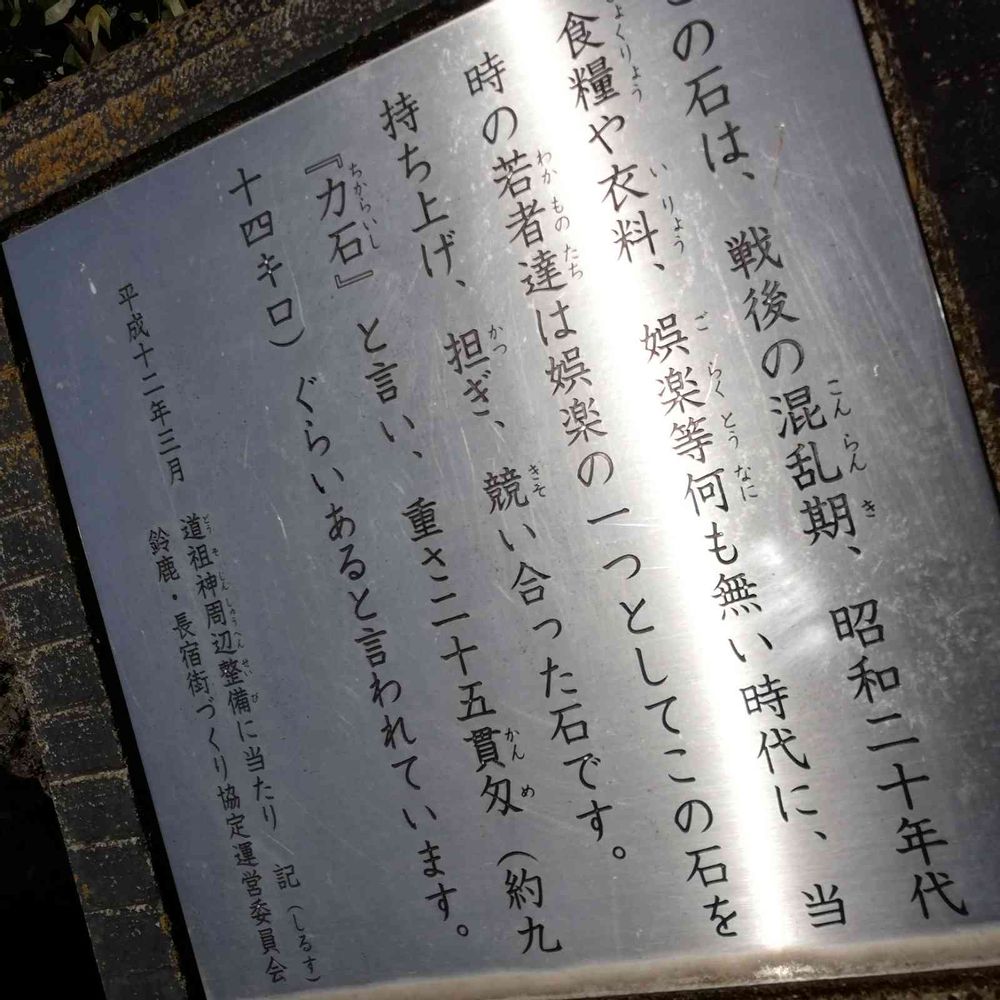 この石は、戦後の混乱期、昭和二十年代
食糧や衣料、娯楽等何も無い時代に、当
時の若者達は娯楽の一つとしてこの石を
持ち上げ、担ぎ、競い合った石です。
『力石』と言い、重さ二十五貫匁（約九
十四キロ）ぐらいあると言われています。
平成十二年三月
道祖神周辺整備に当たり 記（しるす）
鈴鹿・長宿街づくり協定運営委員会